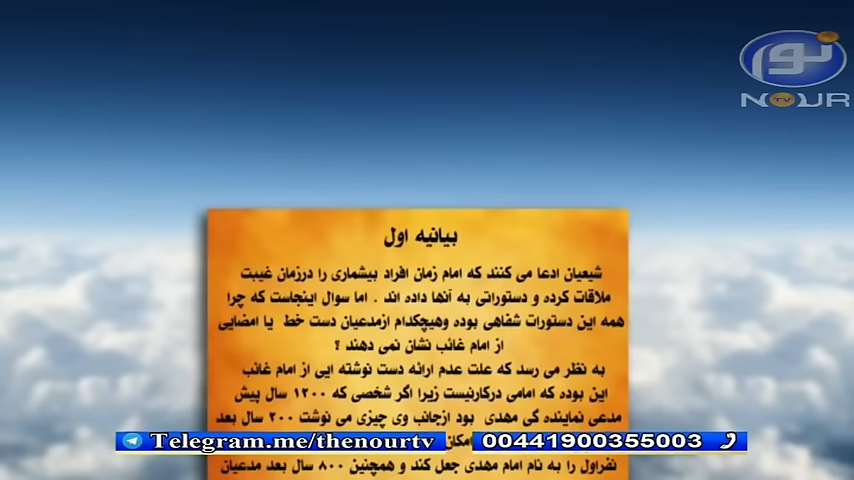 نور
NOUR
TV
بیانیه اول
شیعیان ادعا می کنند که امام زمان افراد بیشماری را درزمان غیبت
ملاقات کرده و دستوراتی به آنها داده اند . اما سوال اینجاست که چرا
همه این دستورات شفاهی بوده وهیچکدام ازمدعیان دست خط یا امضایی
از امام غائب نشان نمی دهند ؟
به نظر می رسد که علت عدم ارائه دست نوشته ایی از امام غائب
این بوده که امامی درکارنیست زیرا اگر شخصی که ۱۲۰۰ سال پیش
مدعی نماینده گی مهدی بود ازجانب وی چیزی می نوشت ۲۰۰ سال بعد
امکان
نفراول را به نام امام مهدی جعل کند و همچنین ۸۰۰ سال بعد مدعیان
Telegram.me/thenourtv
00441900355003